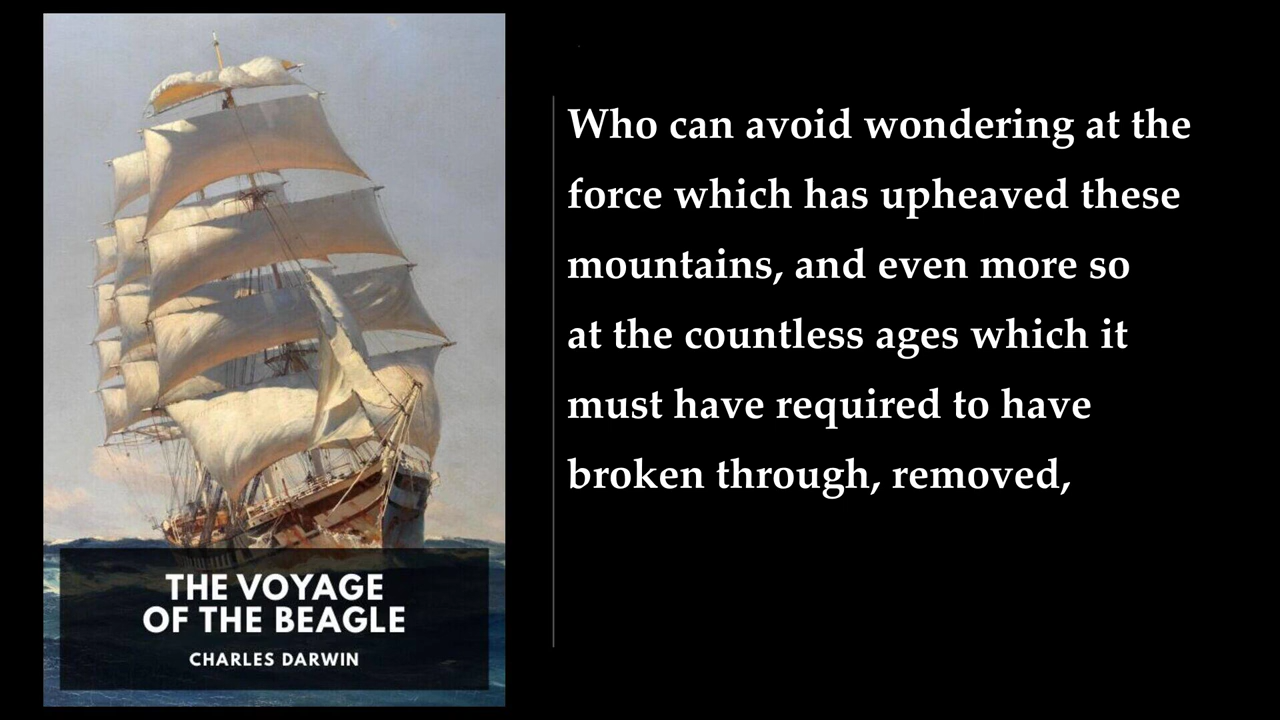 THE VOYAGE
OF THE BEAGLE
CHARLES DARWIN
Who can avoid wondering at the
force which has upheaved these
mountains, and even more so
at the countless ages which it
must have required to have
broken through, removed,